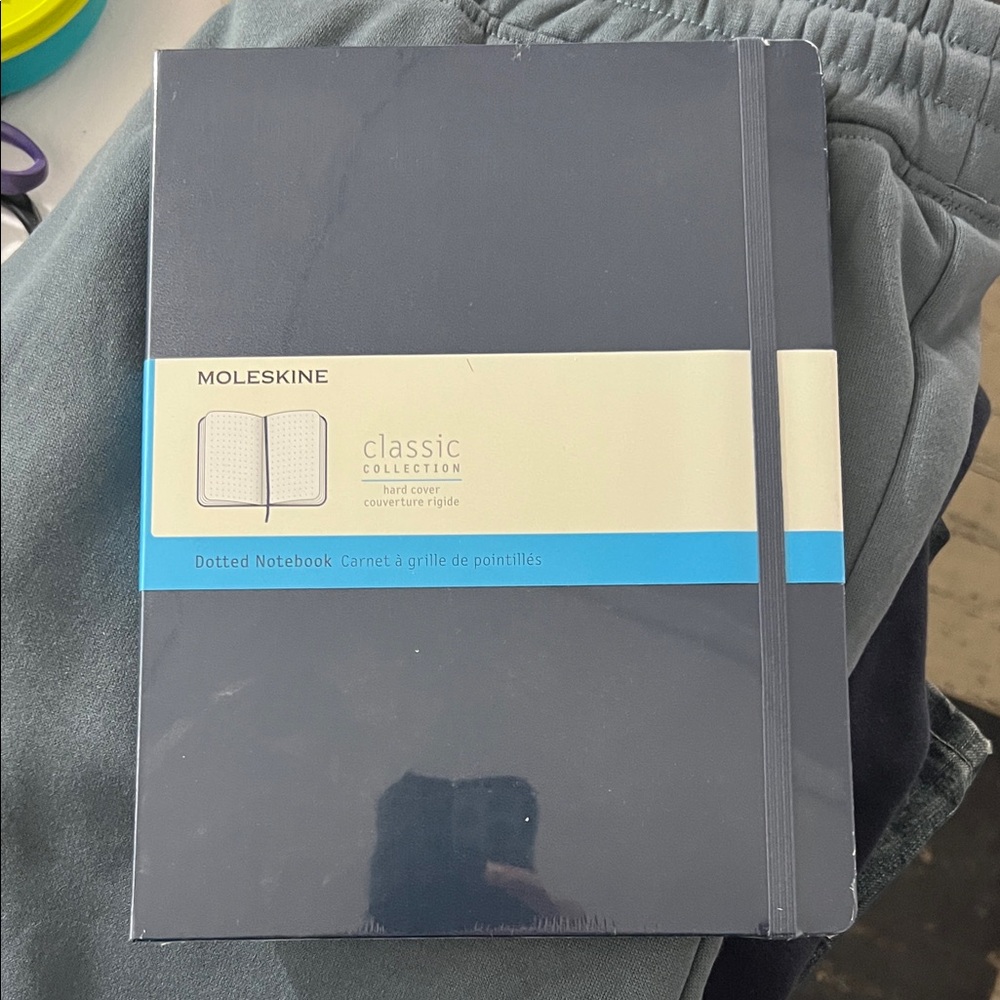 MOLESKINE
classic
COLLECTION
hard cover
couverture rigide
Dotted Notebook Carnet à grille de pointillés